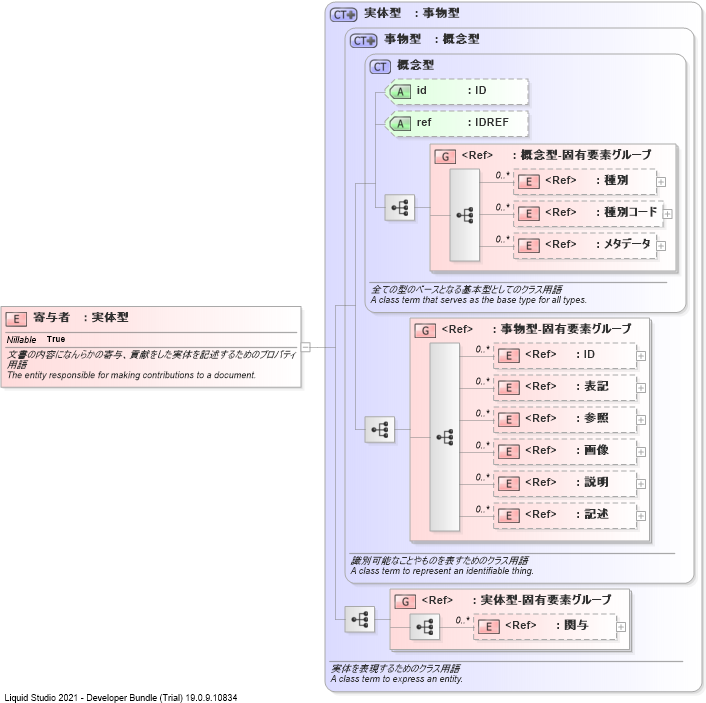 CT 実体型 : 事物型
CT 事物型 : 概念型
CT 概念型
A id : ID
A ref : IDREF
G <Ref> : 概念型-固有要素グループ
0..* E <Ref> : 種別
0..* E <Ref> : 種別コード
0..* E <Ref> : メタデータ
全ての型のベースとなる基本型としてのクラス用語
A class term that serves as the base type for all types.
E 寄与者 : 実体型
Nillable True
文書の内容になんらかの寄与、貢献をした実体を記述するためのプロパティ
用語
The entity responsible for making contributions to a document.
G <Ref> : 事物型-固有要素グループ
0..* E <Ref> : ID
0..* E <Ref> : 表記
0..* E <Ref> : 参照
0..* E <Ref> : 画像
0..* E <Ref> : 説明
0..* E <Ref> : 記述
識別可能なことやものを表すためのクラス用語
A class term to represent an identifiable thing.
G <Ref> : 実体型-固有要素グループ
0..* E <Ref> : 関与
実体を表現するためのクラス用語
A class term to express an entity.
Liquid Studio 2021 - Developer Bundle (Trial) 19.0.9.10834